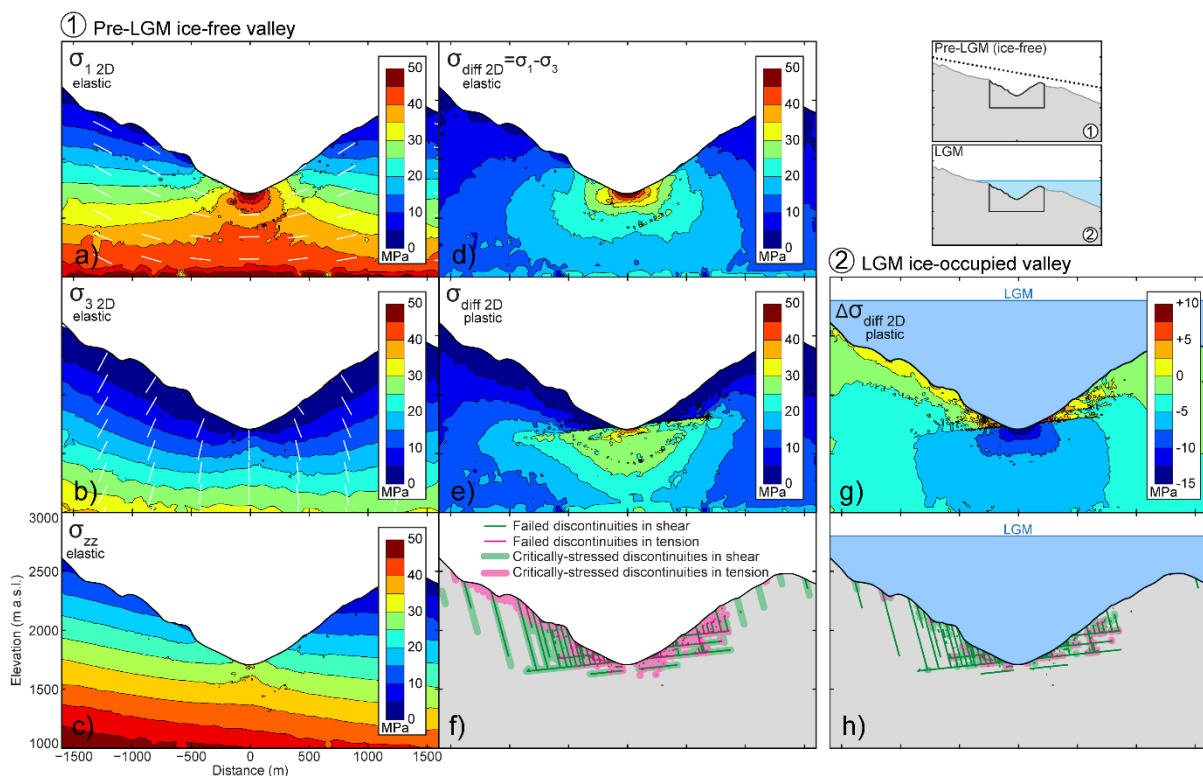 ① Pre-LGM ice-free valley
σ1 2D
elastic
50
40
30
20
10
0
MPa
a)
σdiff 2D=σ1-σ3
elastic
50
40
30
20
10
0
MPa
d)
Pre-LGM (ice-free)
①
LGM
②
σ3 2D
elastic
50
40
30
20
10
0
MPa
b)
σdiff 2D
plastic
50
40
30
20
10
0
MPa
e)
② LGM ice-occupied valley
LGM
Δσdiff 2D
plastic
+10
+5
0
-5
-10
-15
MPa
g)
σzz
elastic
50
40
30
20
10
0
MPa
c)
Elevation (m a.s.l.)
3000
2500
2000
1500
1000
−1500
−1000
−500
0
500
1000
1500
Distance (m)
Failed discontinuities in shear
Failed discontinuities in tension
Critically-stressed discontinuities in shear
Critically-stressed discontinuities in tension
f)
LGM
h)